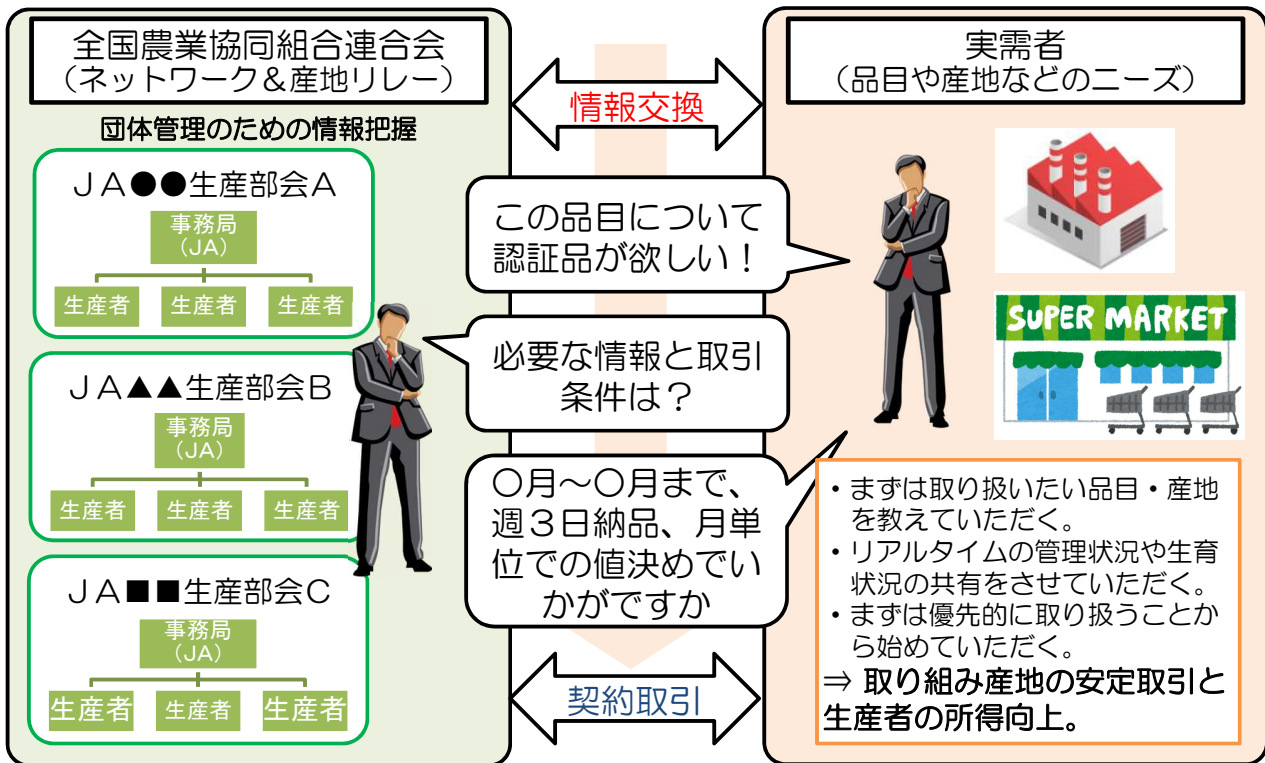 全国農業協同組合連合会
（ネットワーク＆産地リレー）
団体管理のための情報把握
ＪＡ●●生産部会Ａ
事務局
（JA）
生産者
生産者
生産者
ＪＡ▲▲生産部会Ｂ
事務局
（JA）
生産者
生産者
生産者
ＪＡ■■生産部会Ｃ
事務局
（JA）
生産者
生産者
生産者
情報交換
この品目について
認証品が欲しい！
必要な情報と取引
条件は？
〇月～〇月まで、
週３日納品、月単
位での値決めでい
かがですか
契約取引
実需者
（品目や産地などのニーズ）
SUPER MARKET
・まずは取り扱いたい品目・産地
を教えていただく。
・リアルタイムの管理状況や生育
状況の共有をさせていただく。
・まずは優先的に取り扱うことか
ら始めていただく。
⇒ 取り組み産地の安定取引と
生産者の所得向上。